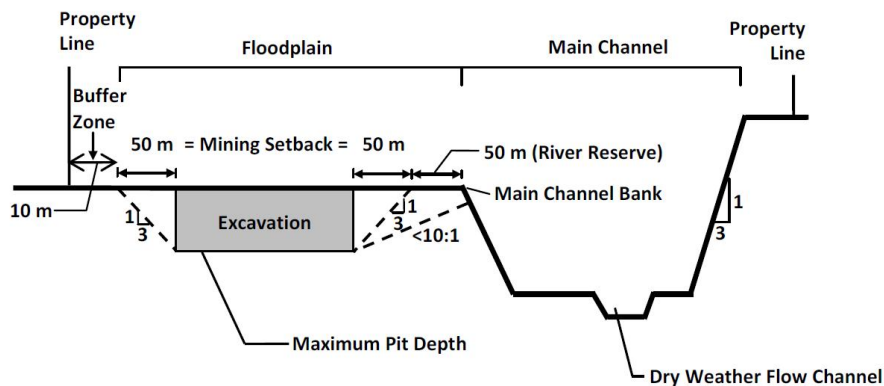 Property
Line
Floodplain
Main Channel
Property
Line
Buffer
Zone
50 m = Mining Setback = 50 m
50 m (River Reserve)
Main Channel Bank
10 m
1
3
Excavation
1
3
<10:1
1
3
Maximum Pit Depth
Dry Weather Flow Channel